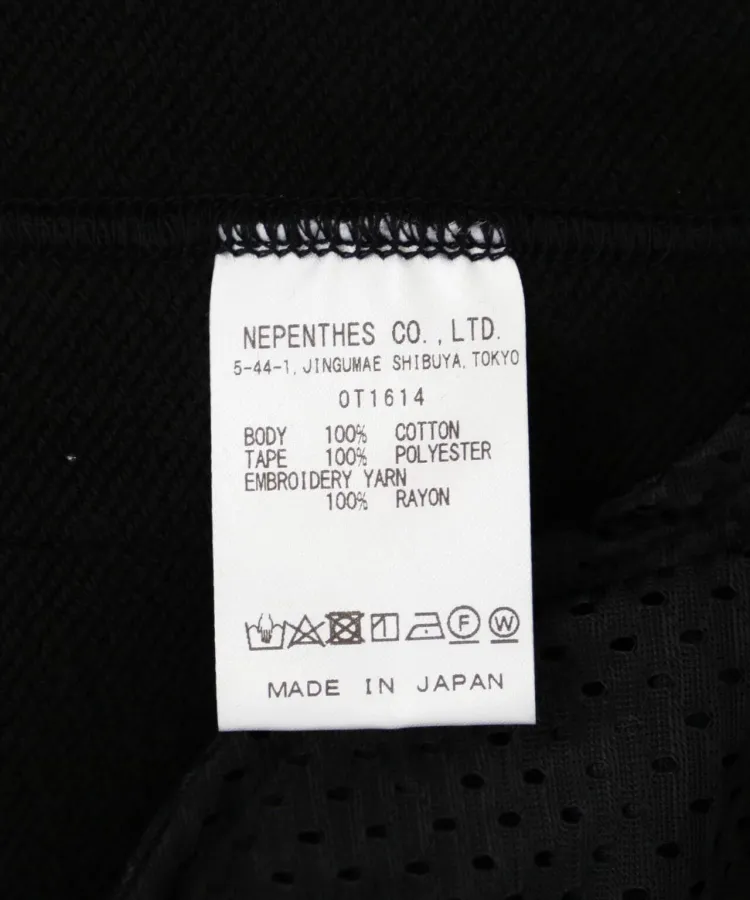 NEPENTHES CO.,LTD.
5-44-1, JINGUMAE SHIBUYA, TOKYO
OT1614
BODY 100% COTTON
TAPE 100% POLYESTER
EMBROIDERY YARN
100% RAYON
F W
MADE IN JAPAN